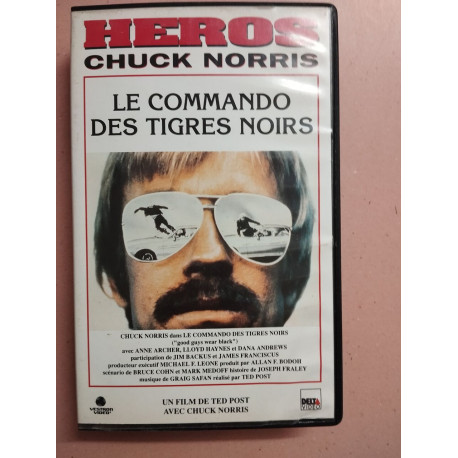 HEROS
CHUCK NORRIS
LE COMMANDO
DES TIGRES NOIRS
CHUCK NORRIS dans LE COMMANDO DES TIGRES NOIRS
("good guys wear black")
avec ANNE ARCHER, LLOYD HAYNES et DANA ANDREWS
participation de JIM BACKUS et JAMES FRANCISCUS
producteur exécutif MICHAEL F. LEONE produit par ALLAN F. BODOH
scénario de BRUCE COHN et MARK MEDOFF histoire de JOSEPH FRALEY
musique de GRAIG SAFAN réalisé par TED POST
UN FILM DE TED POST
AVEC CHUCK NORRIS
VIDEO
DELTA
VIDEO